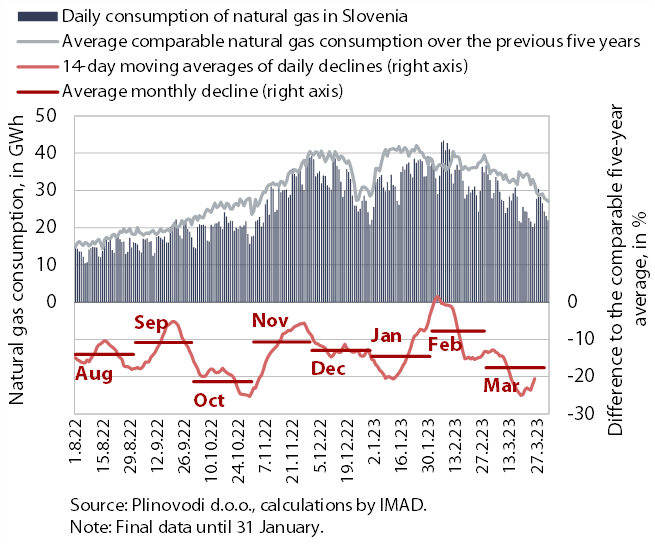 Daily consumption of natural gas in Slovenia
Average comparable natural gas consumption over the previous five years
14-day moving averages of daily declines (right axis)
Average monthly decline (right axis)
Natural gas consumption, in GWh
50
40
30
20
10
0
0
-10
-20
-30
Difference to the comparable five-year
average, in %
Aug
Sep
Oct
Nov
Dec
Jan
Feb
Mar
1.8.22
15.8.22
29.8.22
12.9.22
26.9.22
10.10.22
24.10.22
7.11.22
21.11.22
5.12.22
19.12.22
2.1.23
16.1.23
30.1.23
13.2.23
27.2.23
13.3.23
27.3.23
Source: Plinovodi d.o.o., calculations by IMAD.
Note: Final data until 31 January.